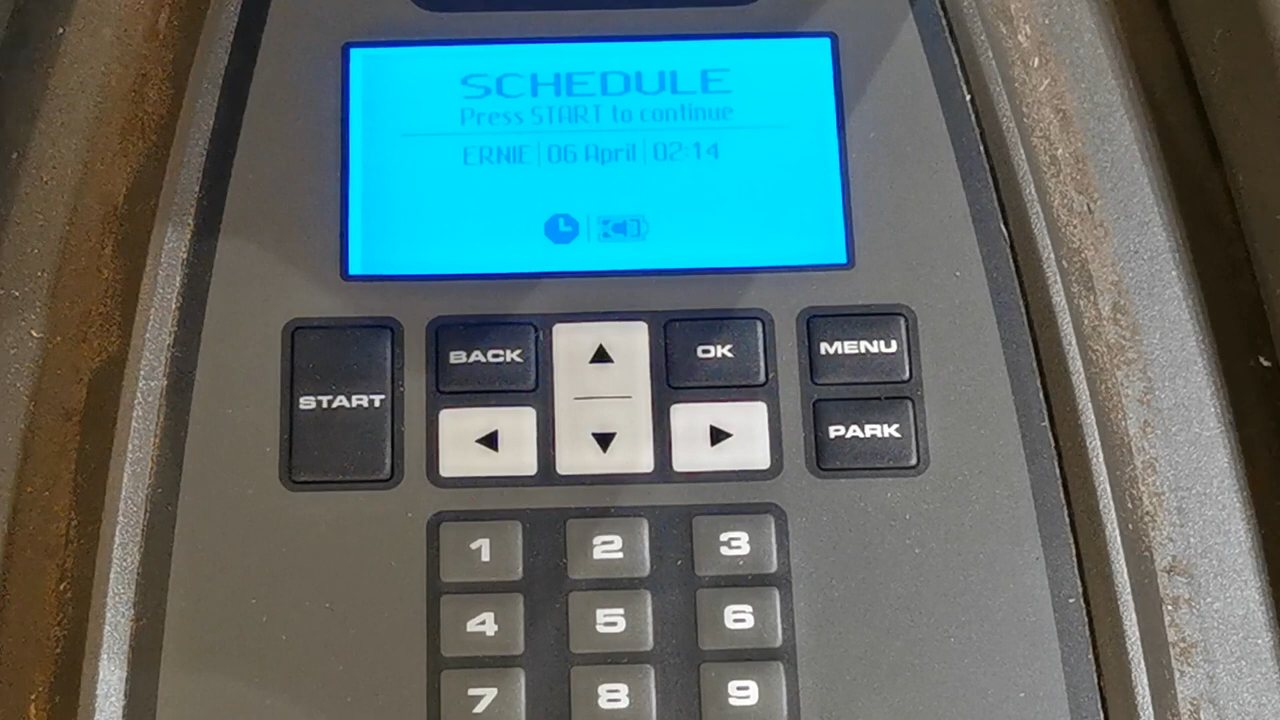 SCHEDULE
Press START to continue
ERNIE | 06 April | 02:14
START
BACK
OK
MENU
PARK
1 2 3
4 5 6
7 8 9